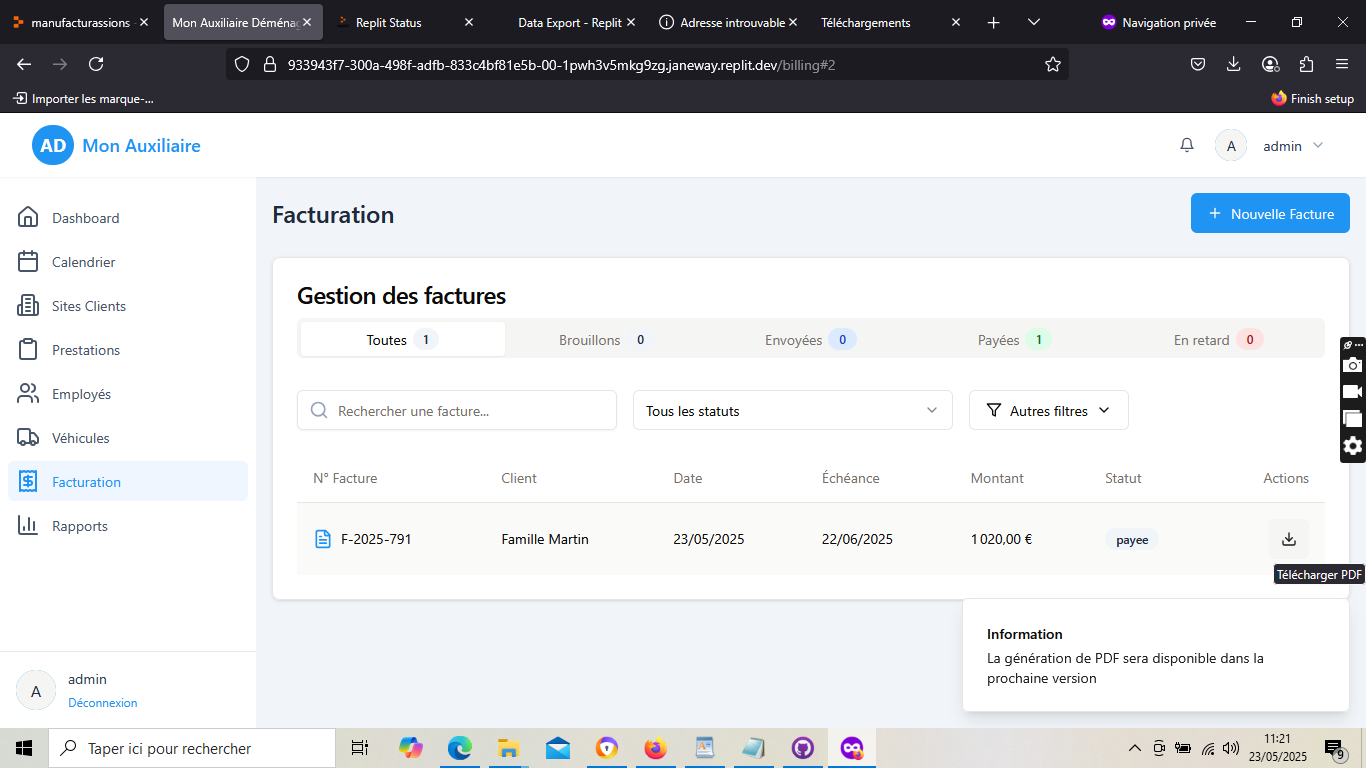 manufacturassions
Mon Auxiliaire Déménag
Replit Status
Data Export - Replit
Adresse introuvable
Téléchargements
Navigation privée
933943f7-300a-498f-adfb-833c4bf81e5b-00-1pwh3v5mkg9zg.janeway.replit.dev/billing#2
Importer les marque-...
Finish setup
AD Mon Auxiliaire
A admin
Dashboard
Calendrier
Sites Clients
Prestations
Employés
Véhicules
Facturation
Rapports
A admin
Déconnexion
Facturation
+ Nouvelle Facture
Gestion des factures
Toutes 1 Brouillons 0 Envoyées 0 Payées 1 En retard 0
Rechercher une facture...
Tous les statuts
Autres filtres
N° Facture Client Date Échéance Montant Statut Actions
F-2025-791 Famille Martin 23/05/2025 22/06/2025 1 020,00 € payee
Télécharger PDF
Information
La génération de PDF sera disponible dans la
prochaine version
Taper ici pour rechercher
11:21
23/05/2025
9